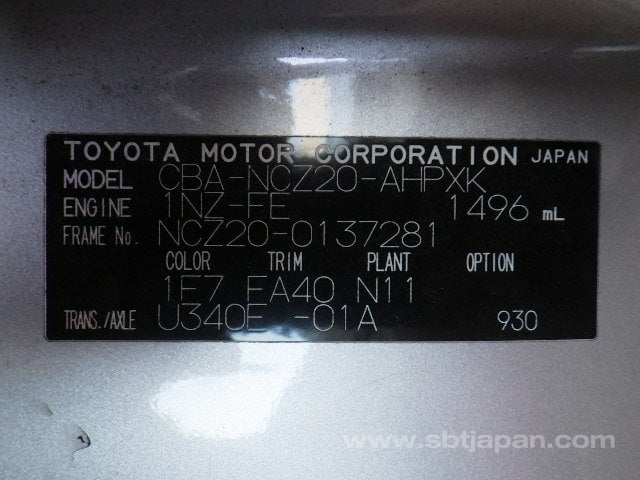 TOYOTA MOTOR CORPORATION JAPAN
MODEL CBA-NCZ20-AHPXK
ENGINE 1NZ-FE 1496 mL
FRAME No. NCZ20-0137281
COLOR TRIM PLANT OPTION
1F7 FA40 N11
TRANS./AXLE U340E -01A 930
www.sbtjapan.com